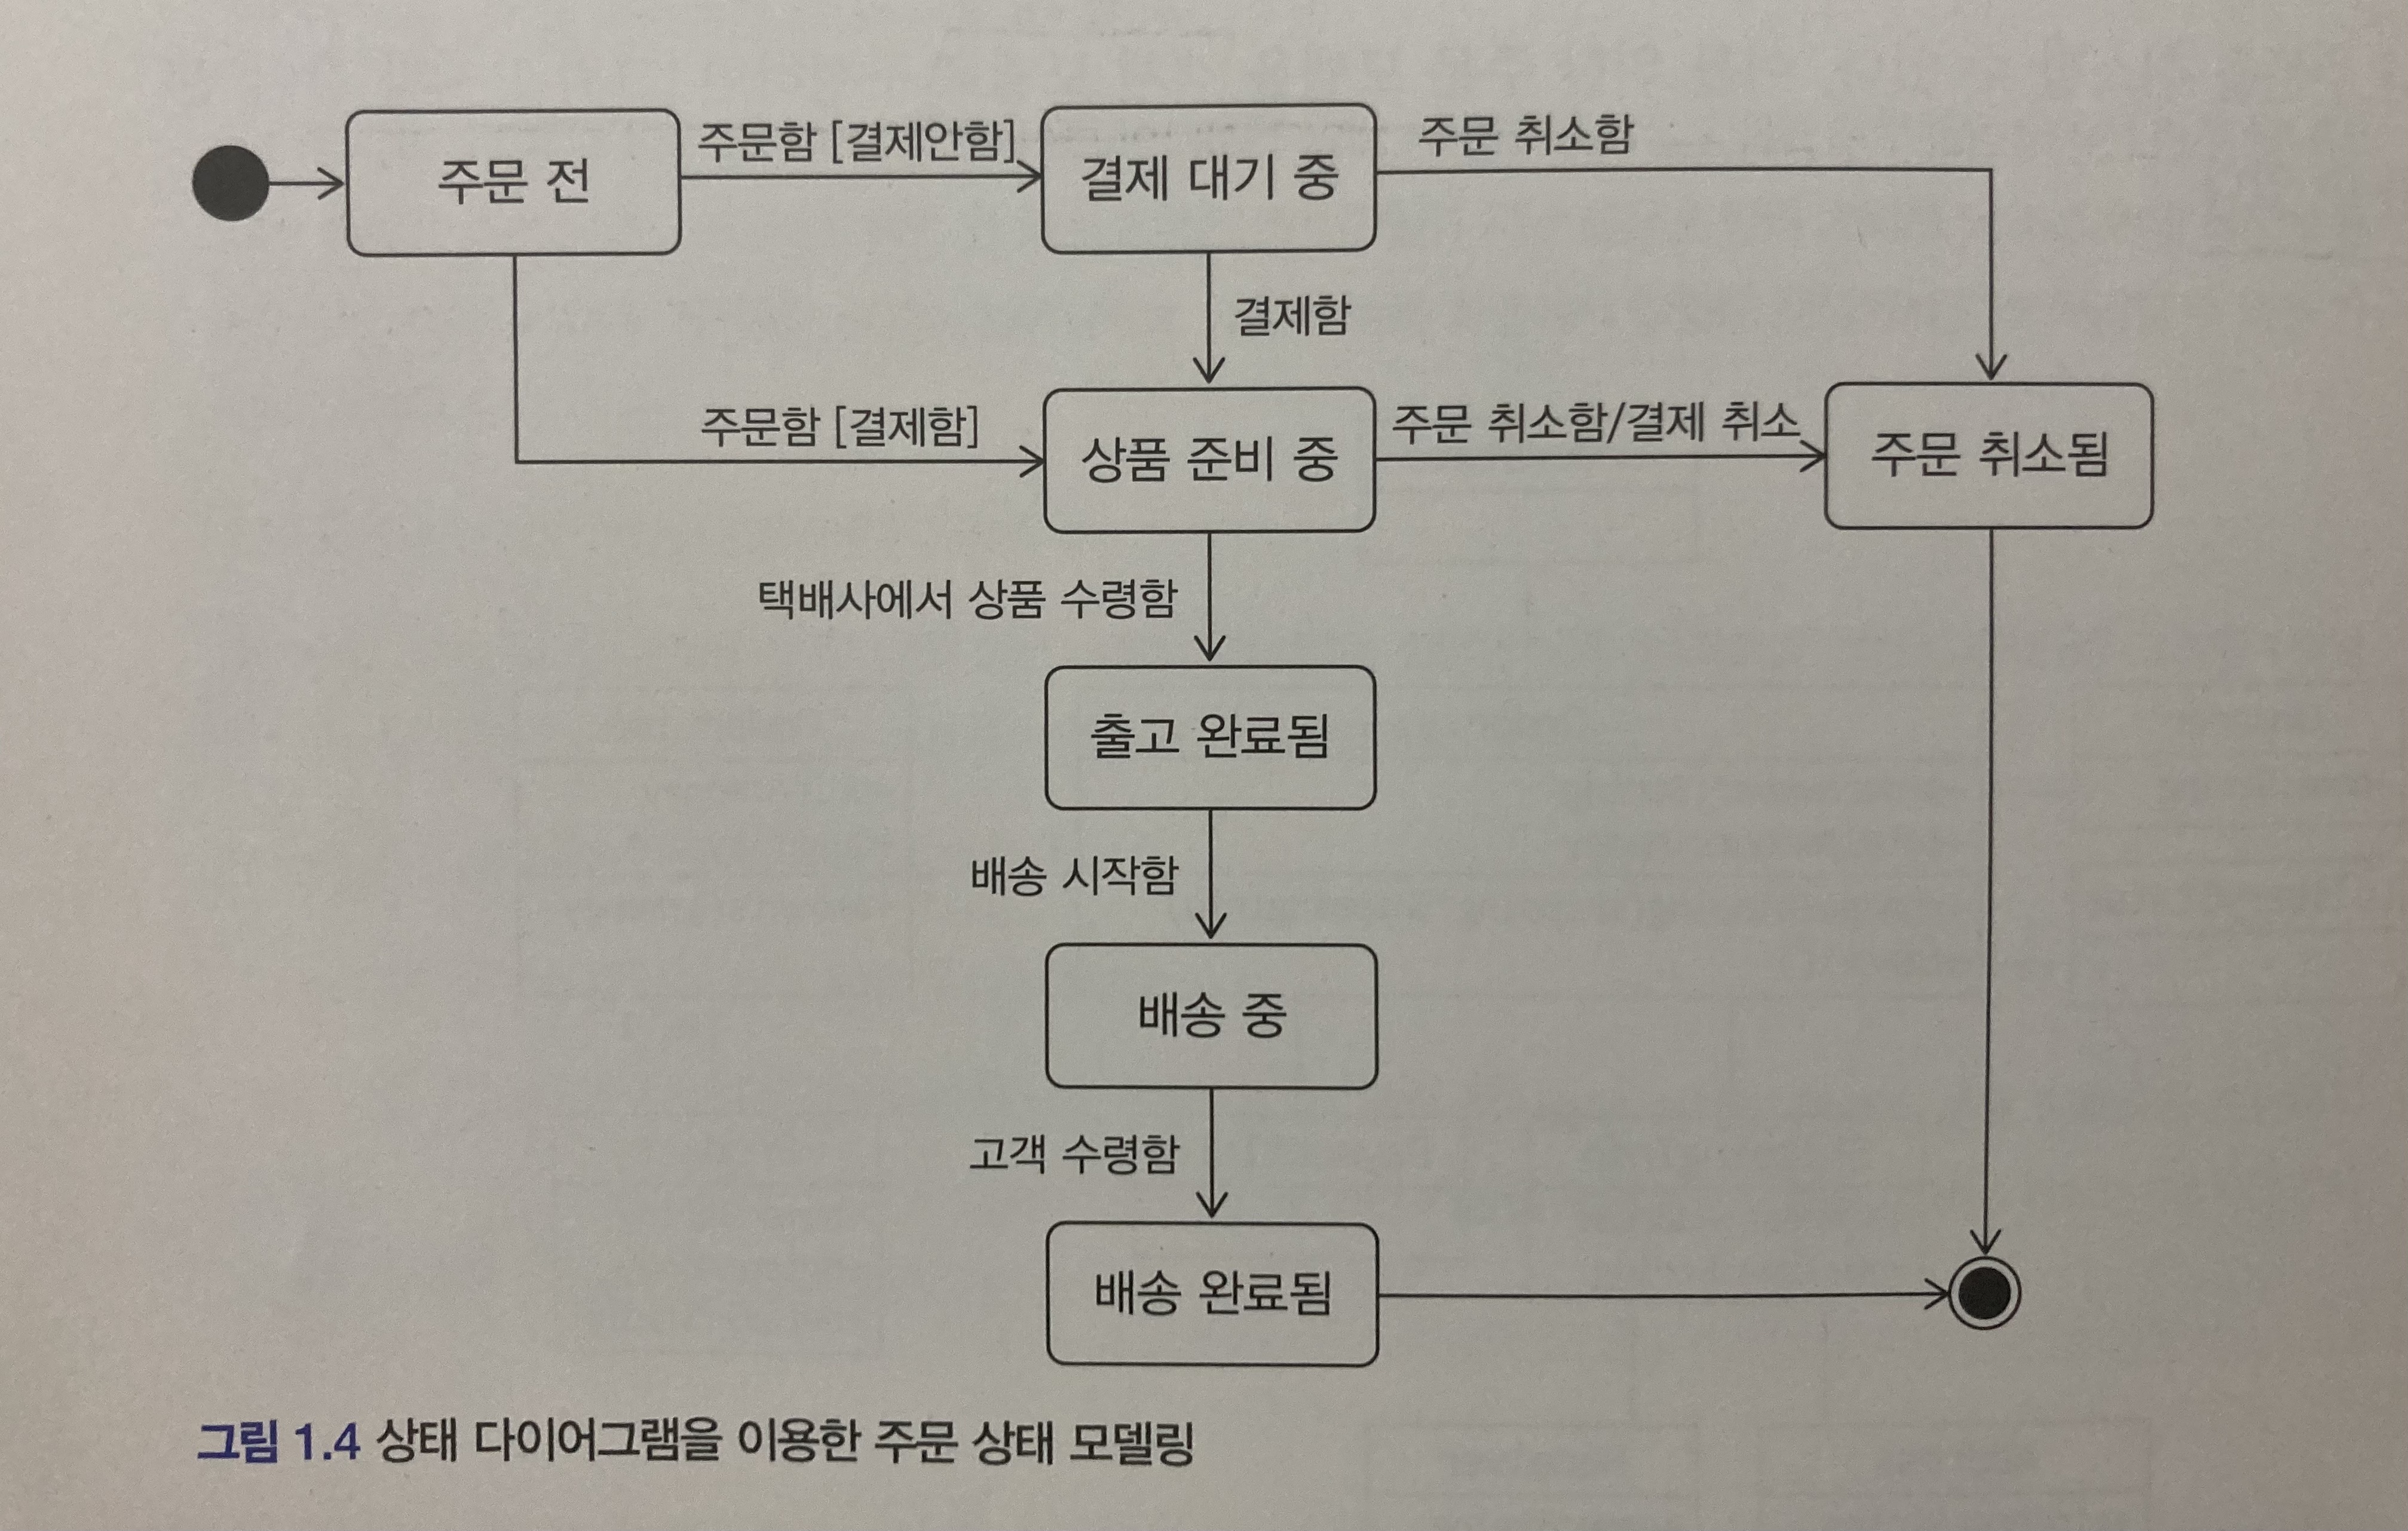 주문 전
주문함 [결제안함]
결제 대기 중
주문 취소함
결제함
주문함 [결제함]
상품 준비 중
주문 취소함/결제 취소
주문 취소됨
택배사에서 상품 수령함
출고 완료됨
배송 시작함
배송 중
고객 수령함
배송 완료됨
그림 1.4 상태 다이어그램을 이용한 주문 상태 모델링